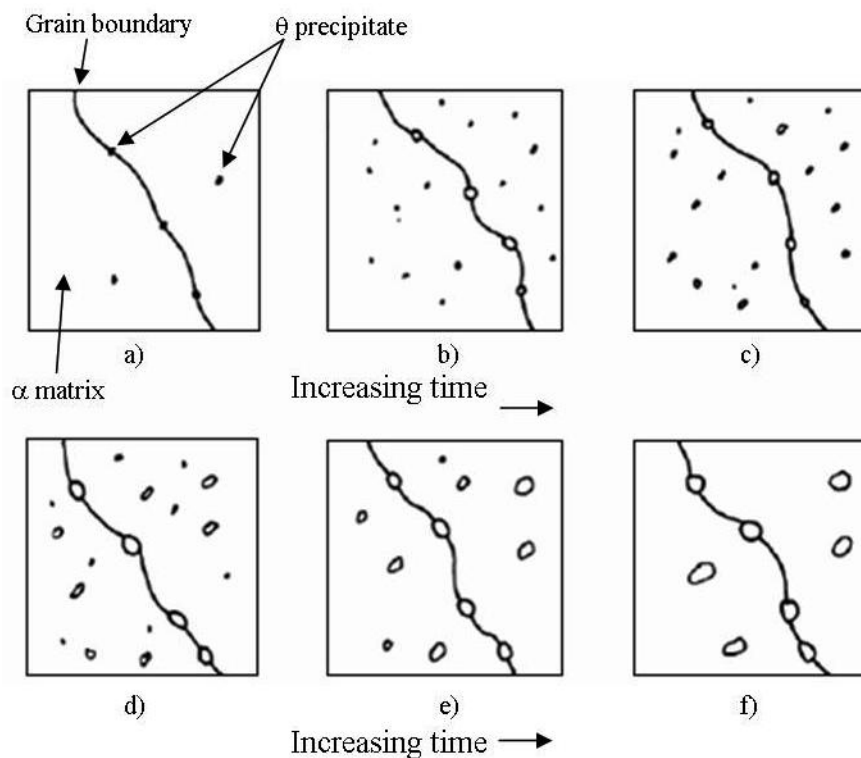 Grain boundary
θ precipitate
a)
b)
c)
α matrix
Increasing time
d)
e)
f)
Increasing time